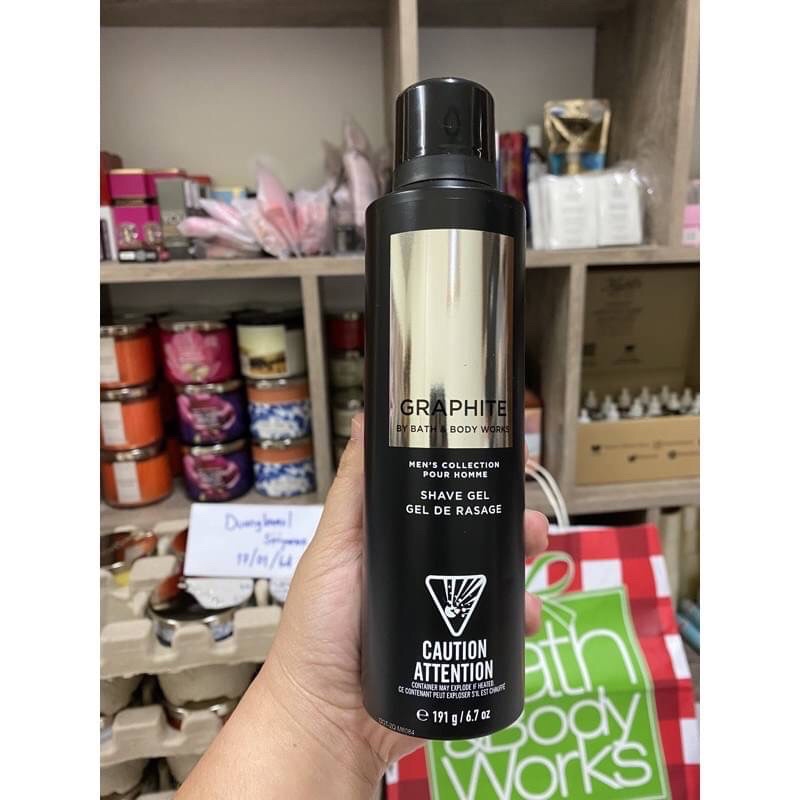 GRAPHITE
BY BATH & BODY WORKS
MEN'S COLLECTION
POUR HOMME
SHAVE GEL
GEL DE RASAGE
CAUTION
ATTENTION
CONTAINER MAY EXPLODE IF HEATED
CE CONTENANT PEUT EXPLOSER S'IL EST CHAUFFÉ
℮ 191 g / 6.7 oz
Bath
& Body
Works